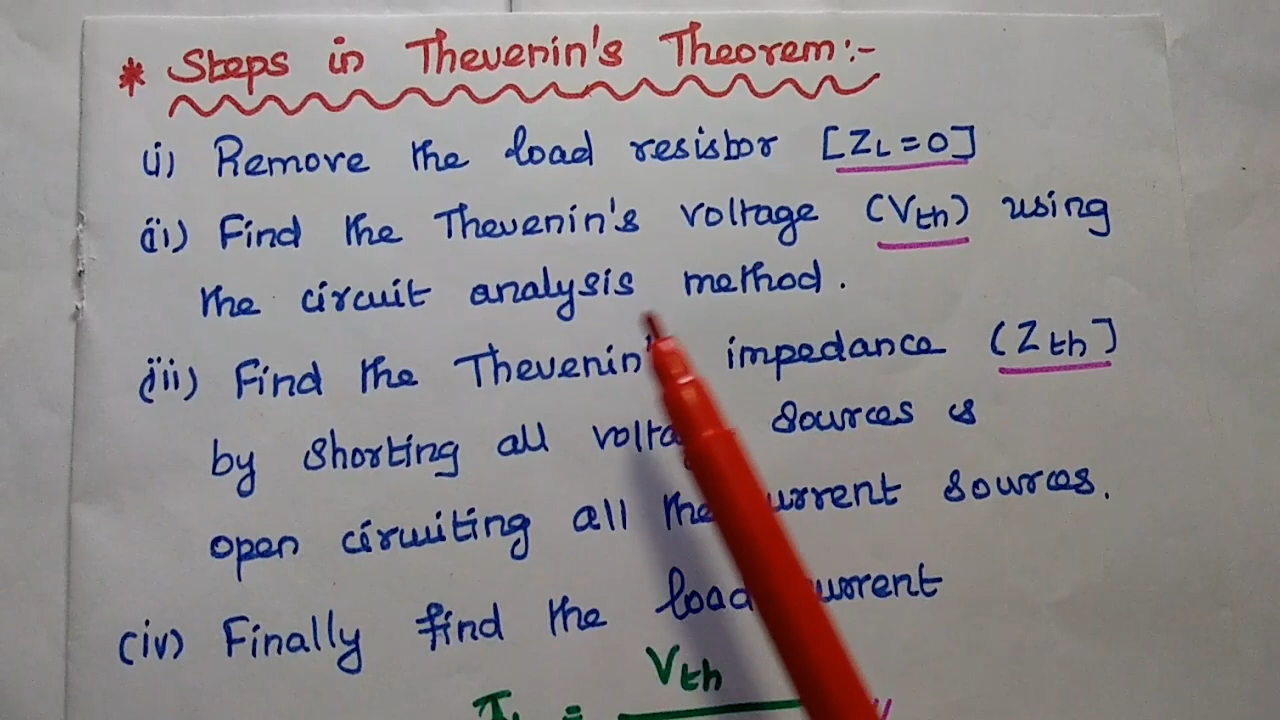 * Steps in Thevenin's Theorem:-
(i) Remove the load resistor [ZL=0]
(ii) Find the Thevenin's voltage (Vth) using
the circuit analysis method.
(iii) Find the Thevenin' impedance (Zth]
by shorting all sources &
open circuiting all the sources.
(iv) Finally find the load
Vth
=